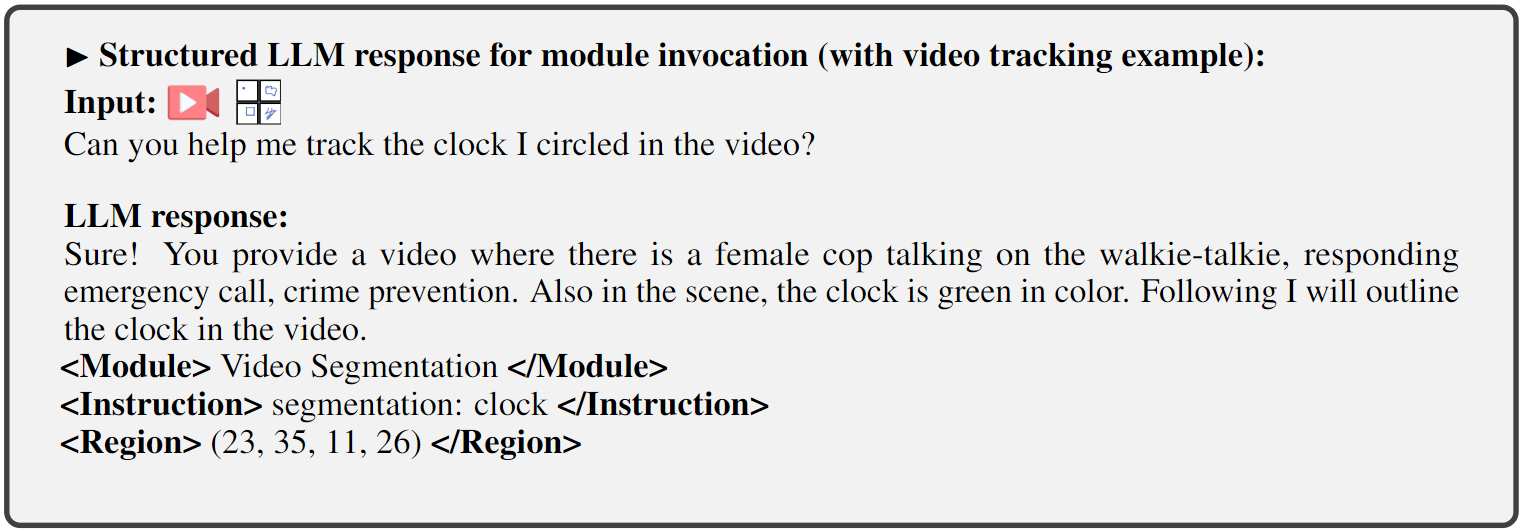 ▶ Structured LLM response for module invocation (with video tracking example):
Input:
Can you help me track the clock I circled in the video?
LLM response:
Sure! You provide a video where there is a female cop talking on the walkie-talkie, responding
emergency call, crime prevention. Also in the scene, the clock is green in color. Following I will outline
the clock in the video.
<Module> Video Segmentation </Module>
<Instruction> segmentation: clock </Instruction>
<Region> (23, 35, 11, 26) </Region>